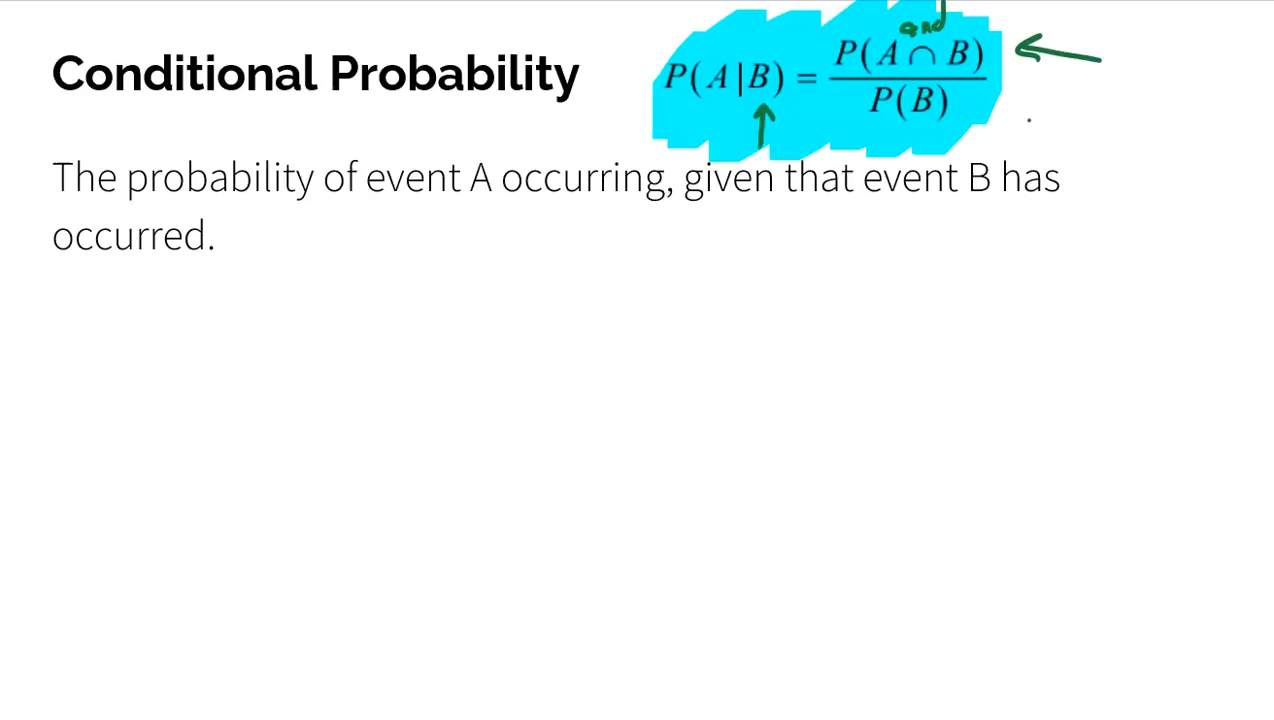 and
Conditional Probability P(A|B) = P(A ∩ B) / P(B)
The probability of event A occurring, given that event B has
occurred.